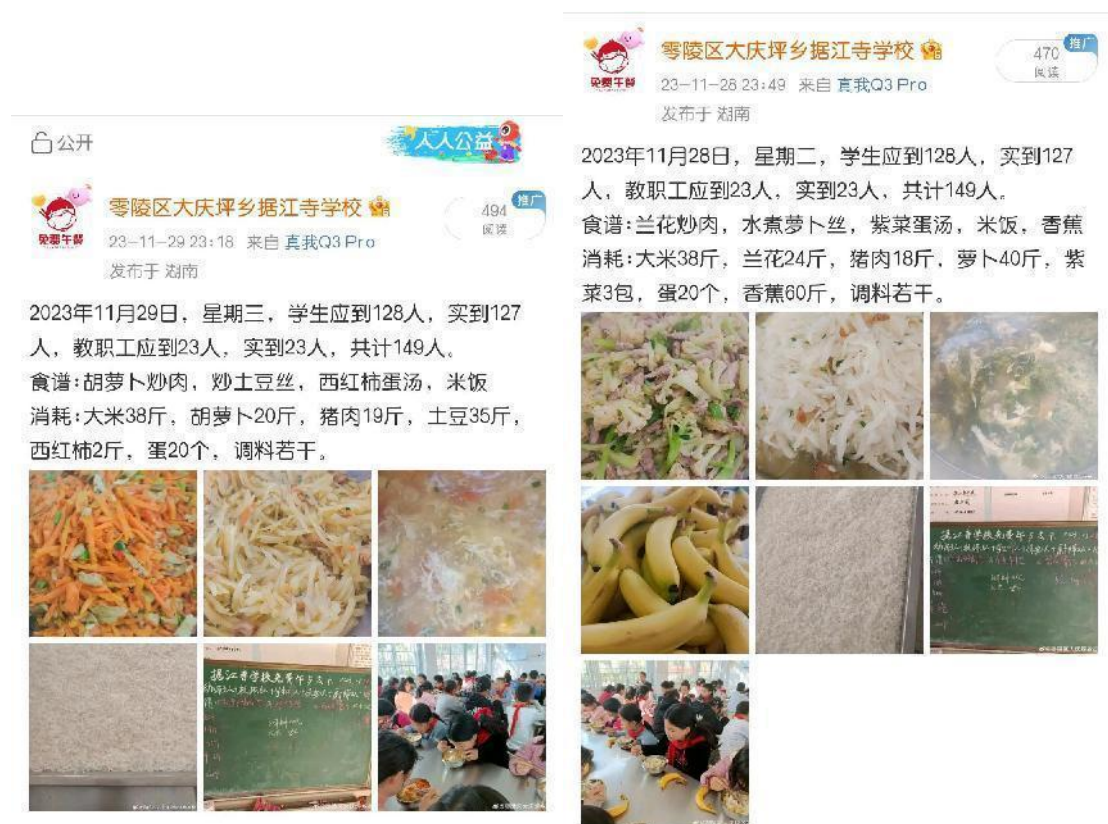 公开
人人公益
免费午餐
零陵区大庆坪乡据江寺学校
推广
494
阅读
23-11-29 23:18 来自 真我Q3 Pro
发布于 湖南
2023年11月29日，星期三，学生应到128人，实到127
人，教职工应到23人，实到23人，共计149人。
食谱：胡萝卜炒肉，炒土豆丝，西红柿蛋汤，米饭
消耗：大米38斤，胡萝卜20斤，猪肉19斤，土豆35斤，
西红柿2斤，蛋20个，调料若干。
免费午餐
零陵区大庆坪乡据江寺学校
推广
470
阅读
23-11-28 23:49 来自 真我Q3 Pro
发布于 湖南
2023年11月28日，星期二，学生应到128人，实到127
人，教职工应到23人，实到23人，共计149人。
食谱：兰花炒肉，水煮萝卜丝，紫菜蛋汤，米饭，香蕉
消耗：大米38斤，兰花24斤，猪肉18斤，萝卜40斤，紫
菜3包，蛋20个，香蕉60斤，调料若干。